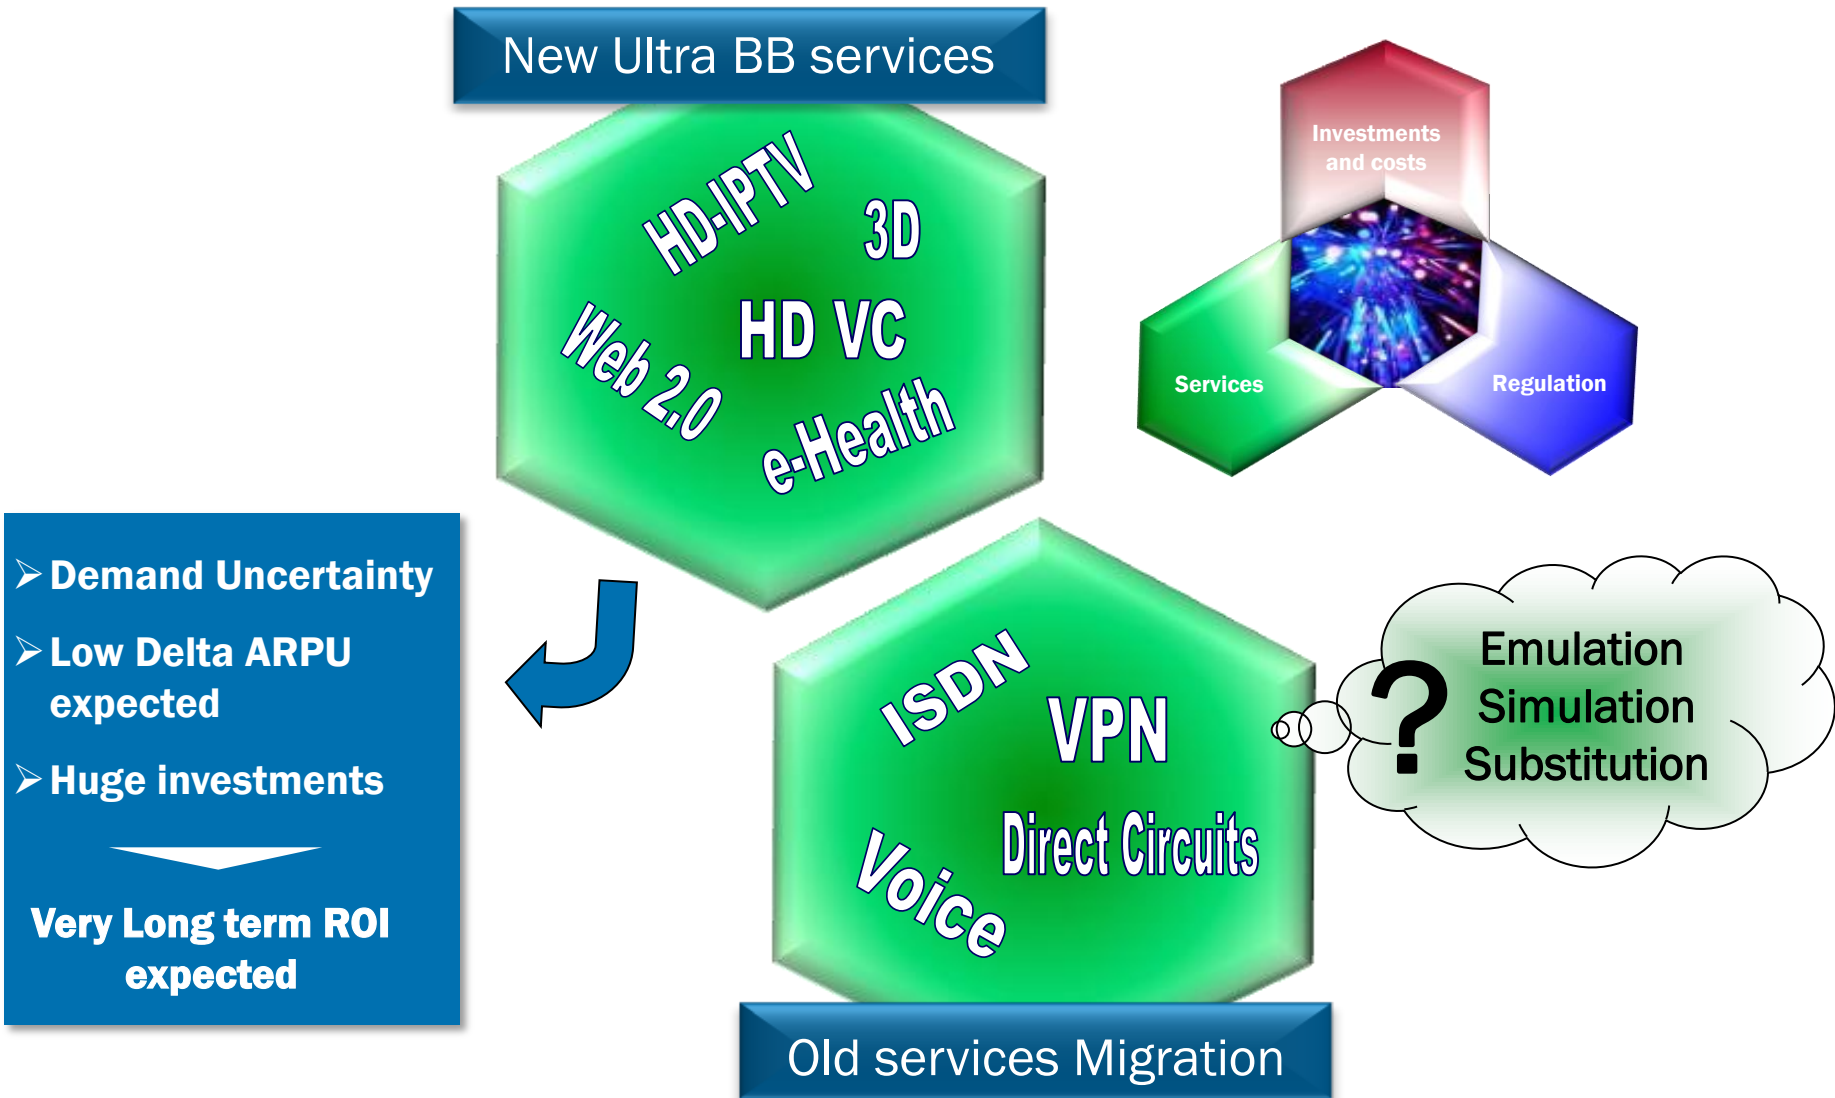 New Ultra BB services
HD-IPTV
3D
HD VC
Web 2.0
e-Health
Investments
and costs
Services
Regulation
➢ Demand Uncertainty
➢ Low Delta ARPU
expected
➢ Huge investments
Very Long term ROI
expected
ISDN
VPN
Direct Circuits
Voice
?
Emulation
Simulation
Substitution
Old services Migration